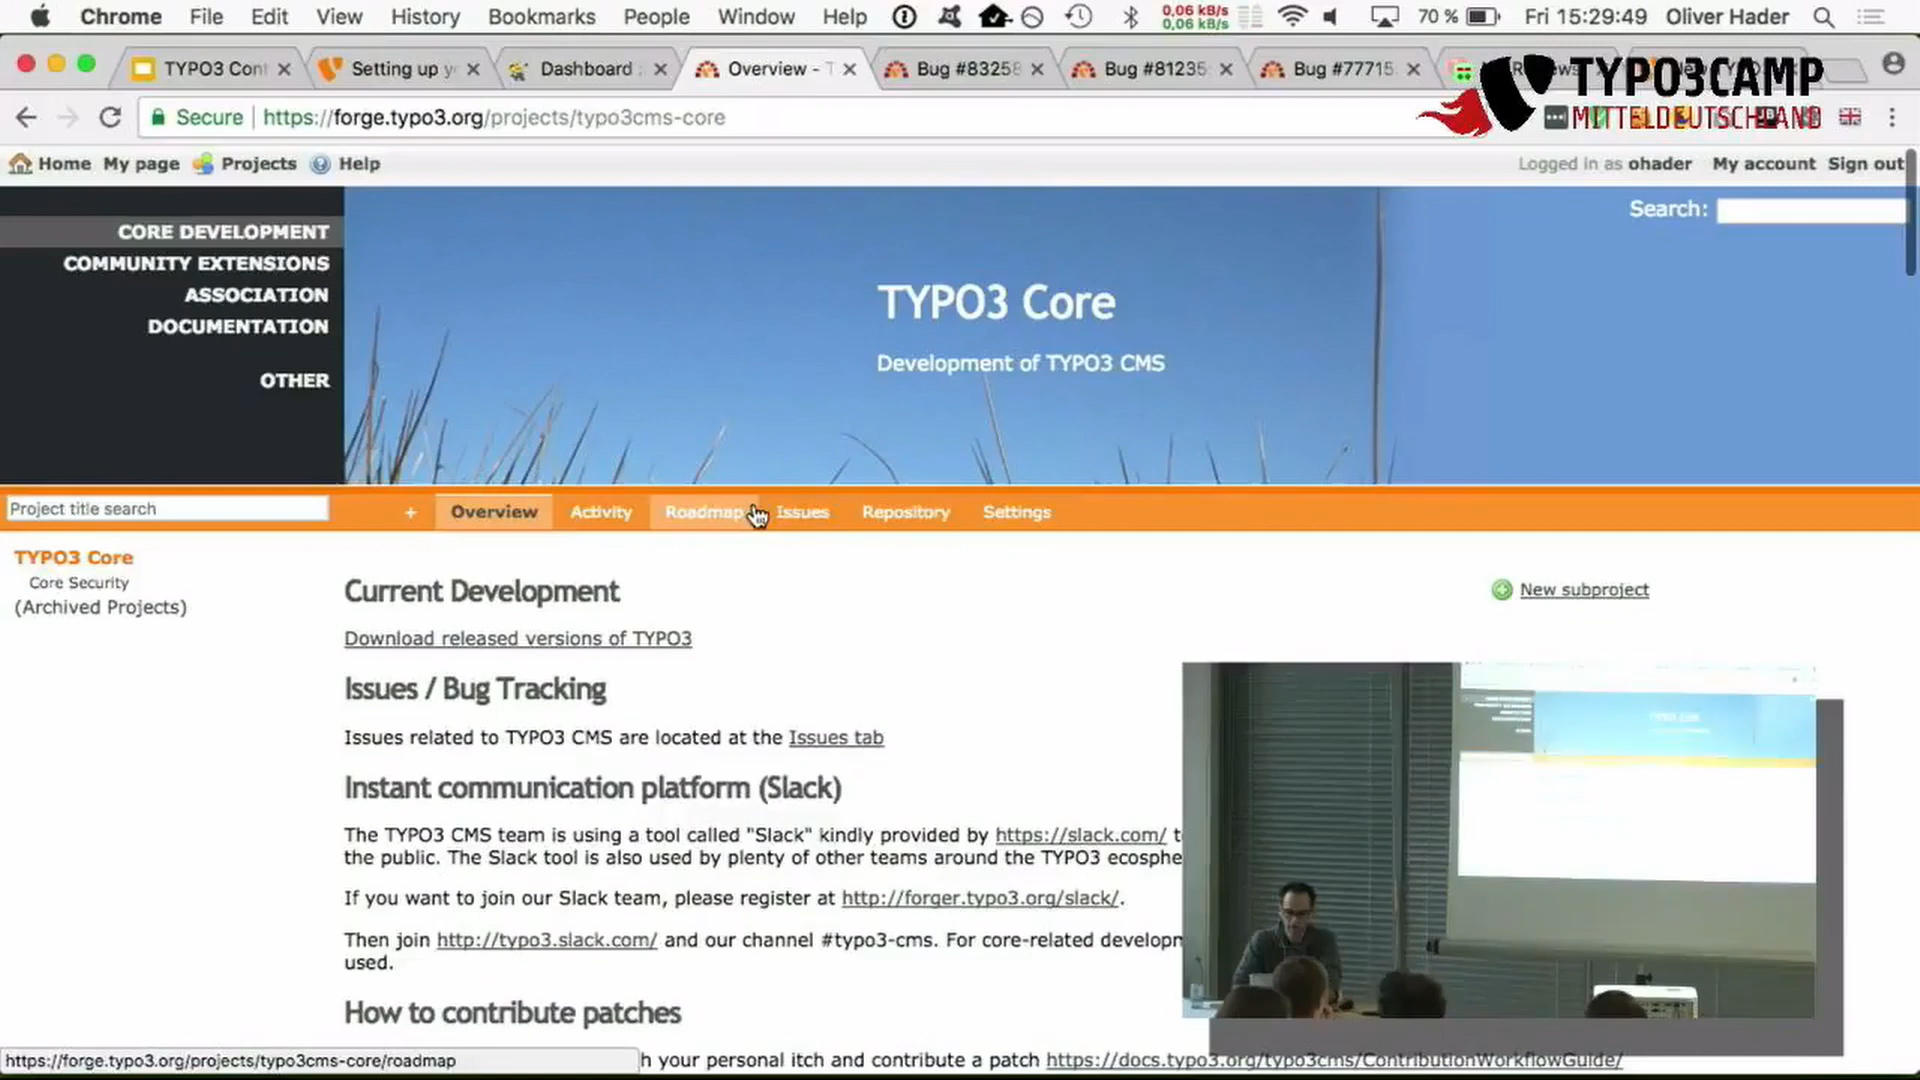 Chrome File Edit View History Bookmarks People Window Help 0,06 kB/s 0,06 kB/s 70 % Fri 15:29:49 Oliver Hader
TYPO3 Cont Setting up y Dashboard Overview - T Bug #83258 Bug #81235 Bug #77715
TYPO3CAMP
MITTELDEUTSCHLAND
Secure https://forge.typo3.org/projects/typo3cms-core
Home My page Projects Help Logged in as ohader My account Sign out
Search:
CORE DEVELOPMENT
COMMUNITY EXTENSIONS
ASSOCIATION
DOCUMENTATION
OTHER
TYPO3 Core
Development of TYPO3 CMS
Project title search + Overview Activity Roadmap Issues Repository Settings
TYPO3 Core
Core Security
(Archived Projects)
Current Development
New subproject
Download released versions of TYPO3
Issues / Bug Tracking
Issues related to TYPO3 CMS are located at the Issues tab
Instant communication platform (Slack)
The TYPO3 CMS team is using a tool called "Slack" kindly provided by https://slack.com/ t
the public. The Slack tool is also used by plenty of other teams around the TYPO3 ecosphe
If you want to join our Slack team, please register at http://forger.typo3.org/slack/.
Then join http://typo3.slack.com/ and our channel #typo3-cms. For core-related developm
used.
How to contribute patches
h your personal itch and contribute a patch https://docs.typo3.org/typo3cms/ContributionWorkflowGuide/
https://forge.typo3.org/projects/typo3cms-core/roadmap